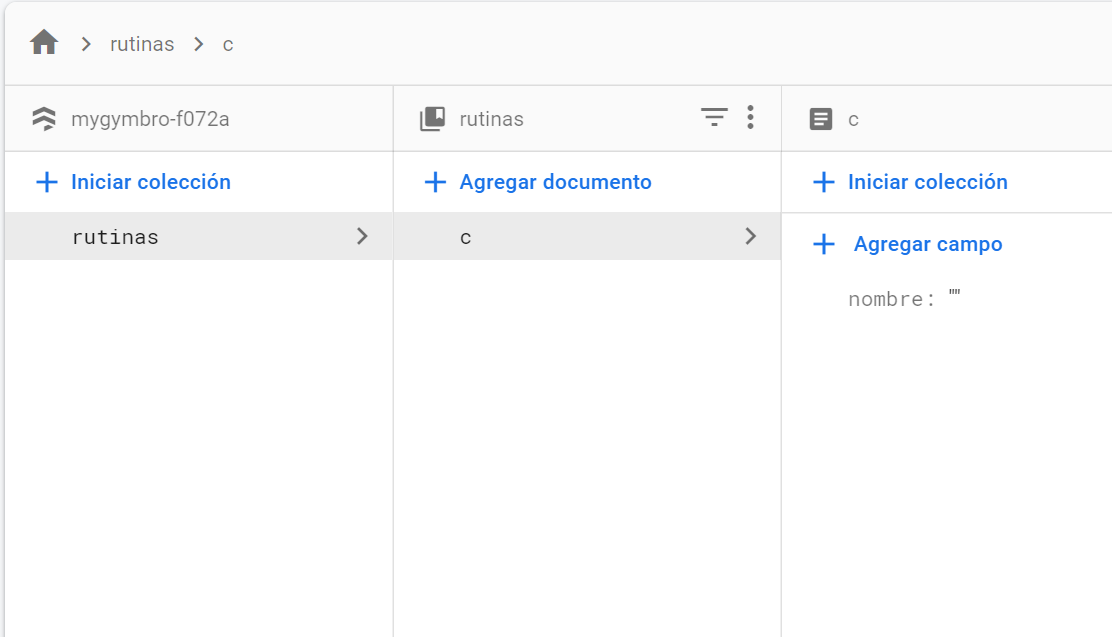 rutinas c
mygymbro-f072a
Iniciar colección
rutinas
rutinas
Agregar documento
c
c
Iniciar colección
Agregar campo
nombre: ""